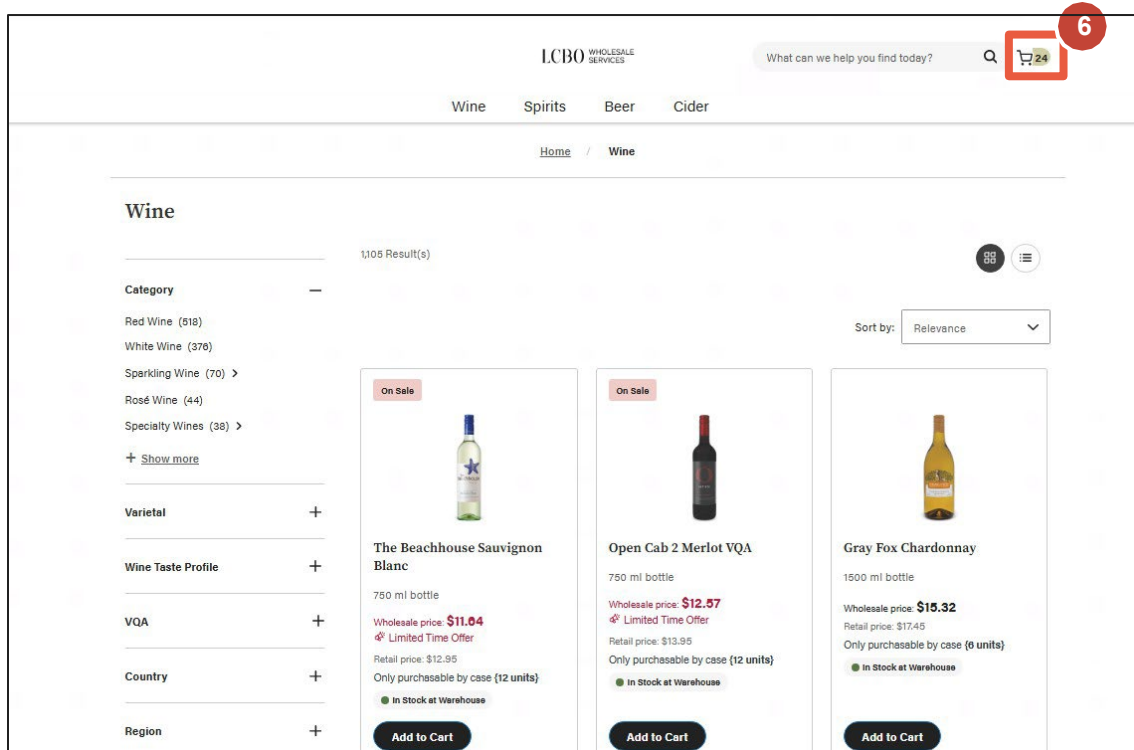 6
LCBO WHOLESALE SERVICES
What can we help you find today?
24
Wine Spirits Beer Cider
Home / Wine
Wine
1,105 Result(s)
Category
Red Wine (518)
White Wine (376)
Sparkling Wine (70)
Rosé Wine (44)
Specialty Wines (38)
+ Show more
Varietal
Wine Taste Profile
VQA
Country
Region
Sort by: Relevance
On Sale
The Beachhouse Sauvignon
Blanc
750 ml bottle
Wholesale price: $11.64
Limited Time Offer
Retail price: $12.95
Only purchasable by case {12 units}
In Stock at Warehouse
Add to Cart
On Sale
Open Cab 2 Merlot VQA
750 ml bottle
Wholesale price: $12.57
Limited Time Offer
Retail price: $13.95
Only purchasable by case {12 units}
In Stock at Warehouse
Add to Cart
Gray Fox Chardonnay
1500 ml bottle
Wholesale price: $15.32
Retail price: $17.45
Only purchasable by case {6 units}
In Stock at Warehouse
Add to Cart